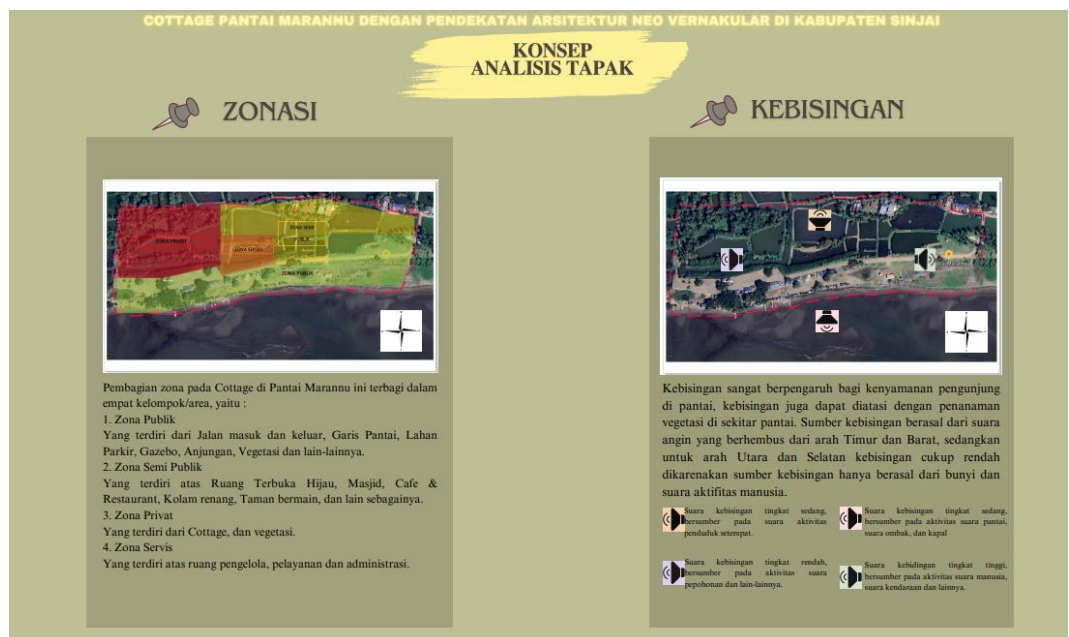 COTTAGE PANTAI MARANNU DENGAN PENDEKATAN ARSITEKTUR NEO VERNAKULAR DI KABUPATEN SINJAI
KONSEP
ANALISIS TAPAK
ZONASI
ZONA PRIVAT
ZONA SERVIS
ZONA SEMI
PUBLIK
ZONA PUBLIK
Pembagian zona pada Cottage di Pantai Marannu ini terbagi dalam
empat kelompok/area, yaitu :
1. Zona Publik
Yang terdiri dari Jalan masuk dan keluar, Garis Pantai, Lahan
Parkir, Gazebo, Anjungan, Vegetasi dan lain-lainnya.
2. Zona Semi Publik
Yang terdiri atas Ruang Terbuka Hijau, Masjid, Cafe &
Restaurant, Kolam renang, Taman bermain, dan lain sebagainya.
3. Zona Privat
Yang terdiri dari Cottage, dan vegetasi.
4. Zona Servis
Yang terdiri atas ruang pengelola, pelayanan dan administrasi.
KEBISINGAN
Kebisingan sangat berpengaruh bagi kenyamanan pengunjung
di pantai, kebisingan juga dapat diatasi dengan penanaman
vegetasi di sekitar pantai. Sumber kebisingan berasal dari suara
angin yang berhembus dari arah Timur dan Barat, sedangkan
untuk arah Utara dan Selatan kebisingan cukup rendah
dikarenakan sumber kebisingan hanya berasal dari bunyi dan
suara aktifitas manusia.
Suara kebisingan tingkat sedang,
bersumber pada suara aktivitas
penduduk setempat.
Suara kebisingan tingkat sedang,
bersumber pada aktivitas suara pantai,
suara ombak, dan kapal
Suara kebisingan tingkat rendah,
bersumber pada aktivitas suara
pepohonan dan lain-lainnya.
Suara kebidingan tingkat tinggi,
bersumber pada aktivitas suara manusia,
suara kendaraan dan lainnya.